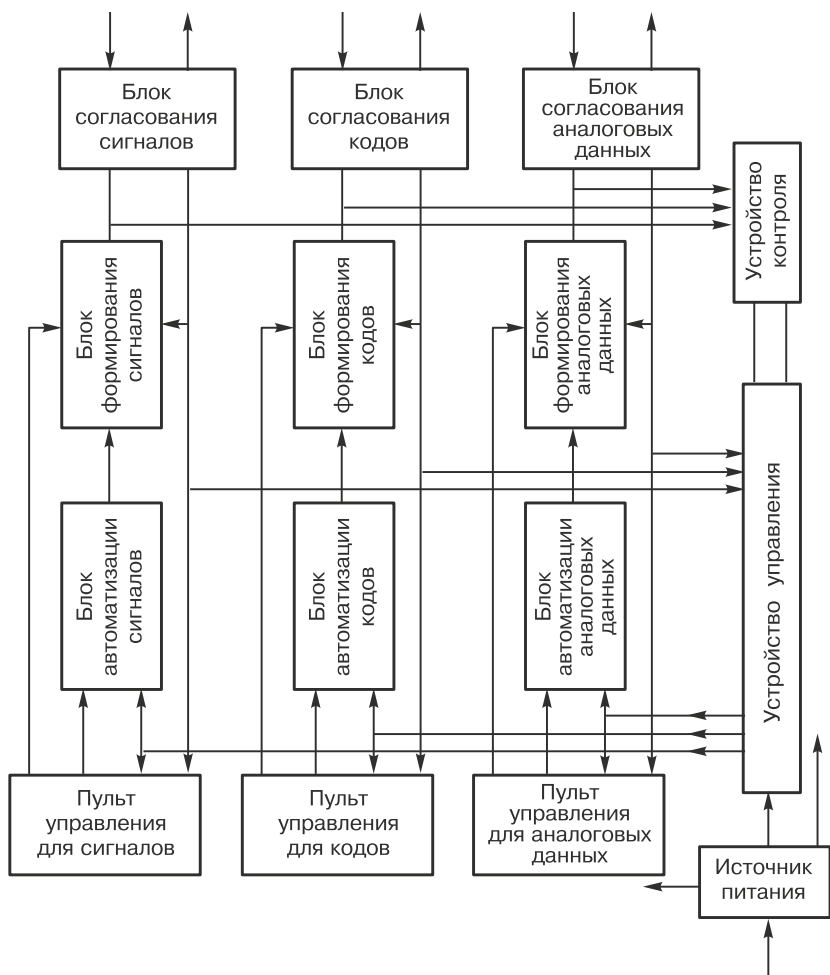 Блок
согласования
сигналов
Блок
согласования
кодов
Блок
согласования
аналоговых
данных
Устройство
контроля
Блок
формирования
сигналов
Блок
формирования
кодов
Блок
формирования
аналоговых
данных
Блок
автоматизации
сигналов
Блок
автоматизации
кодов
Блок
автоматизации
аналоговых
данных
Устройство управления
Пульт
управления
для сигналов
Пульт
управления
для кодов
Пульт
управления
для аналоговых
данных
Источник
питания